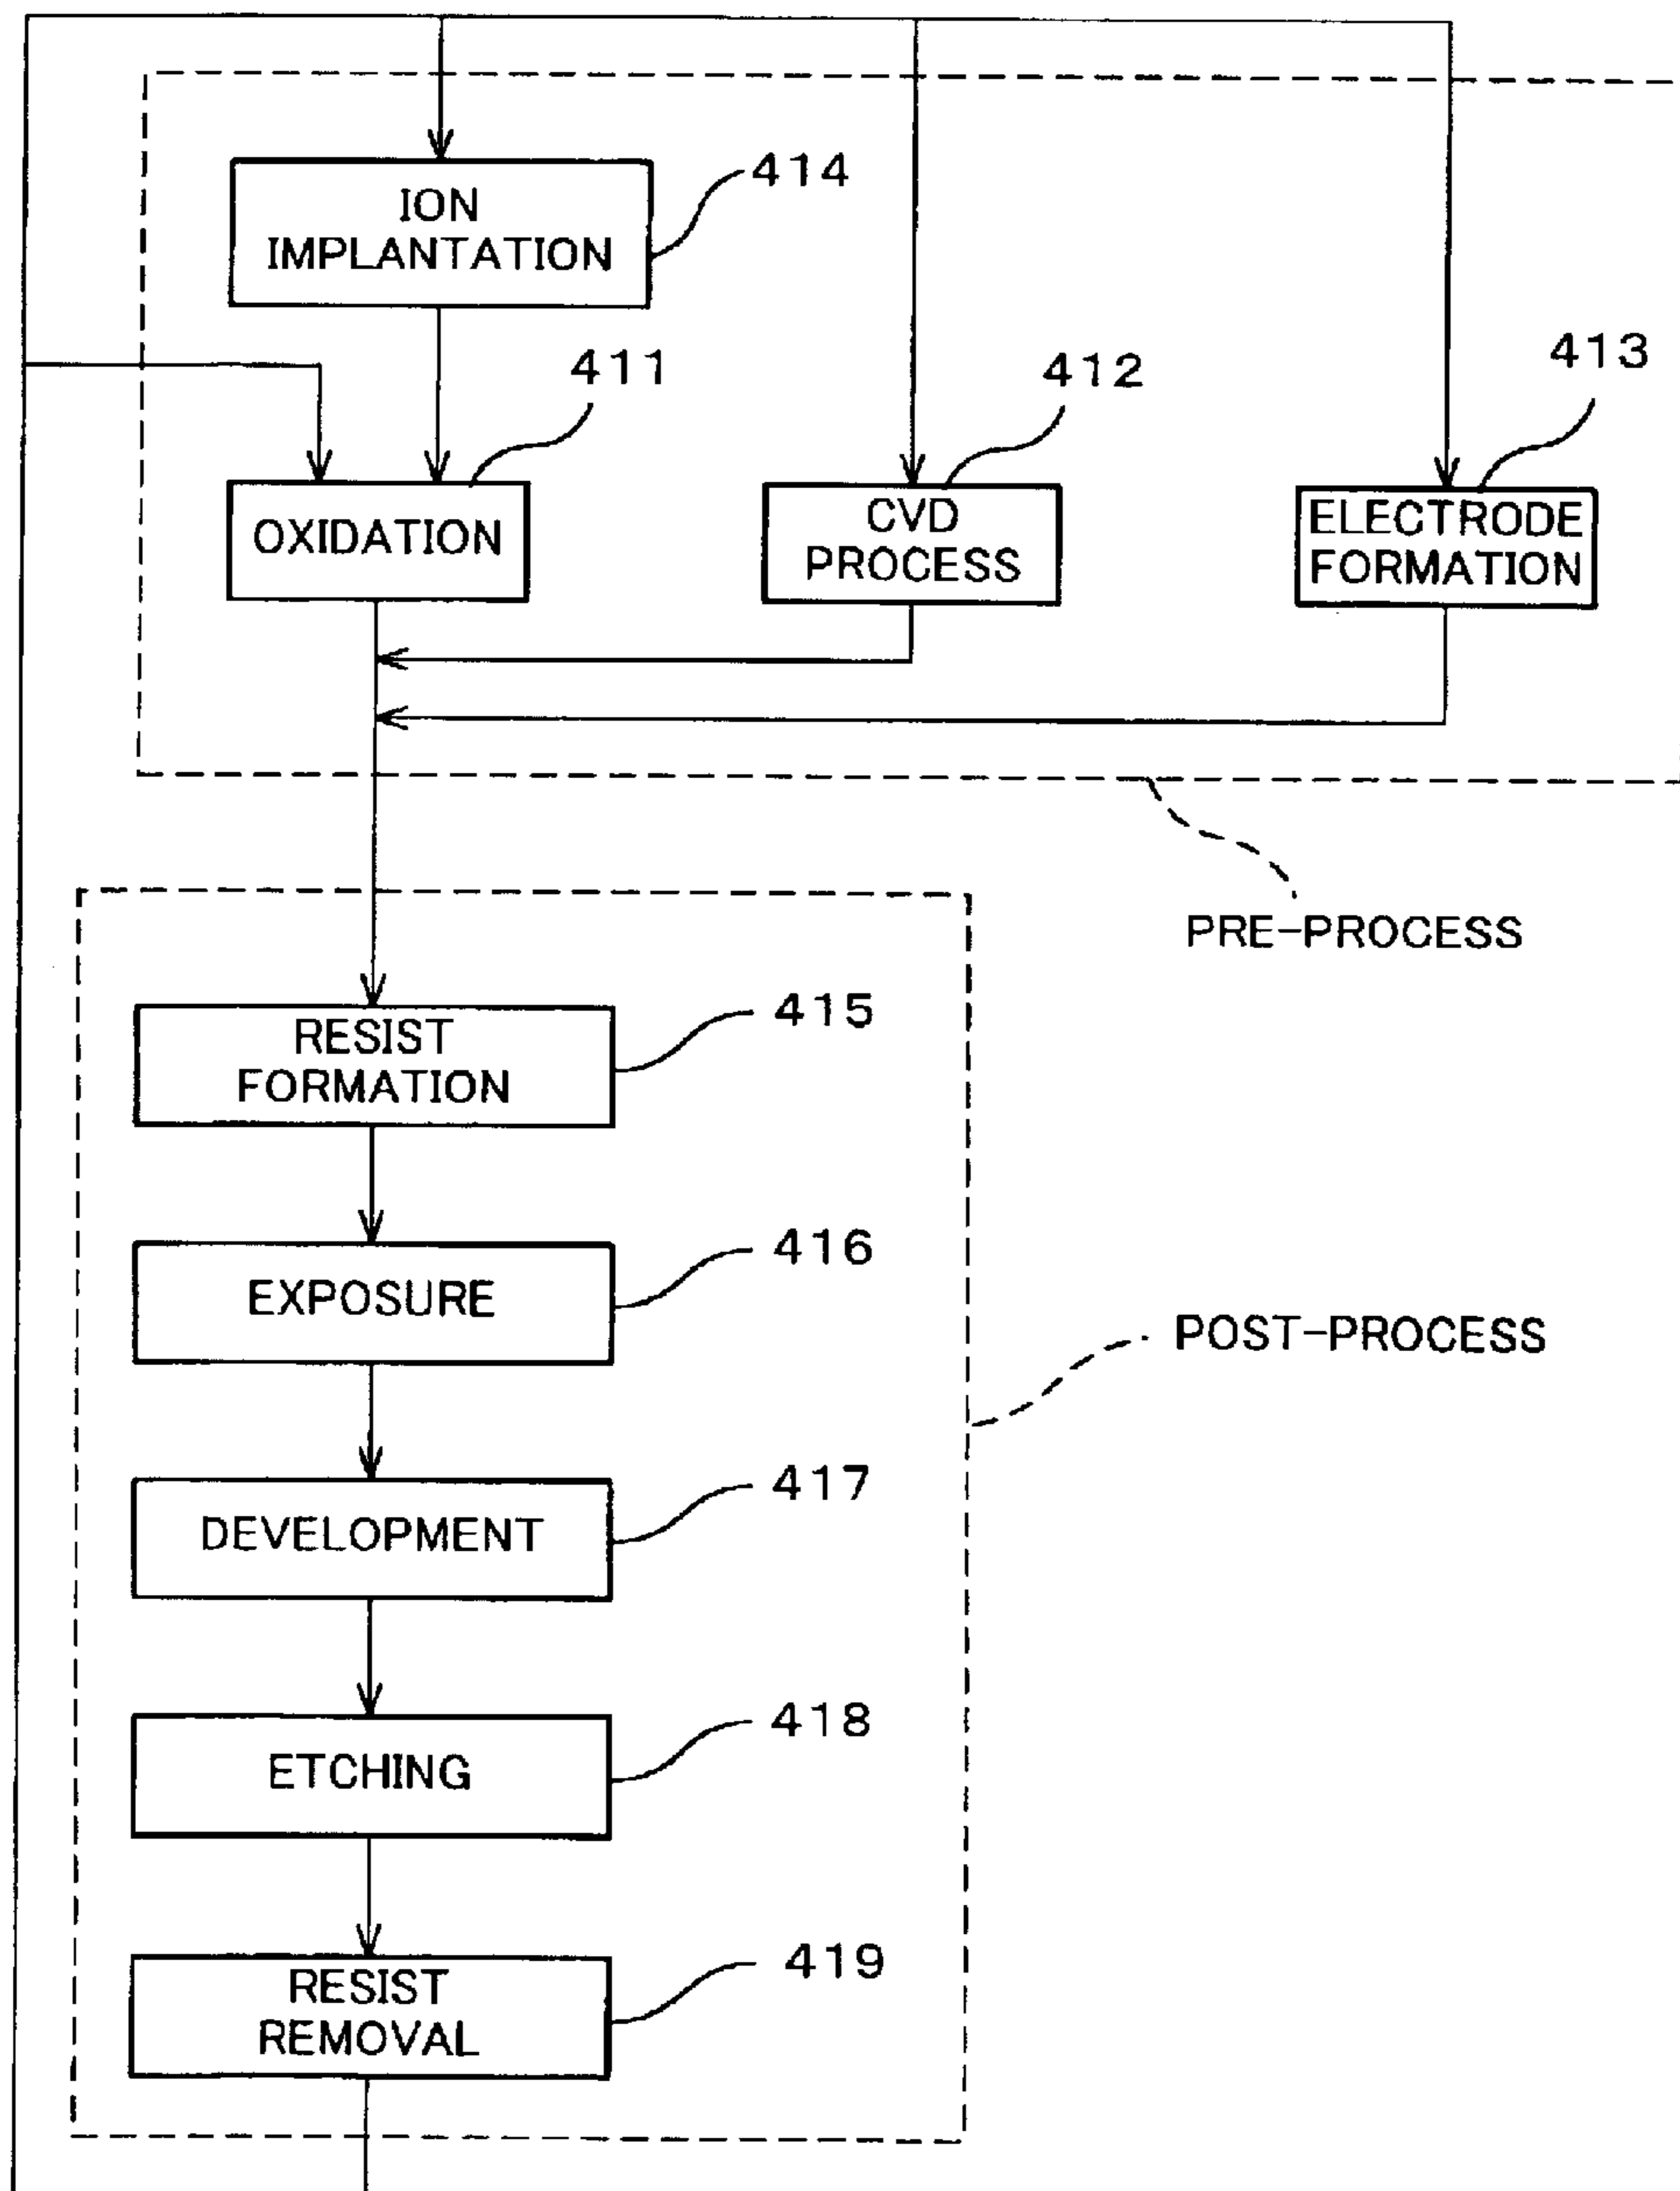 414
ION
IMPLANTATION
411
412
413
OXIDATION
CVD
PROCESS
ELECTRODE
FORMATION
PRE-PROCESS
415
RESIST
FORMATION
416
EXPOSURE
POST-PROCESS
417
DEVELOPMENT
418
ETCHING
419
RESIST
REMOVAL